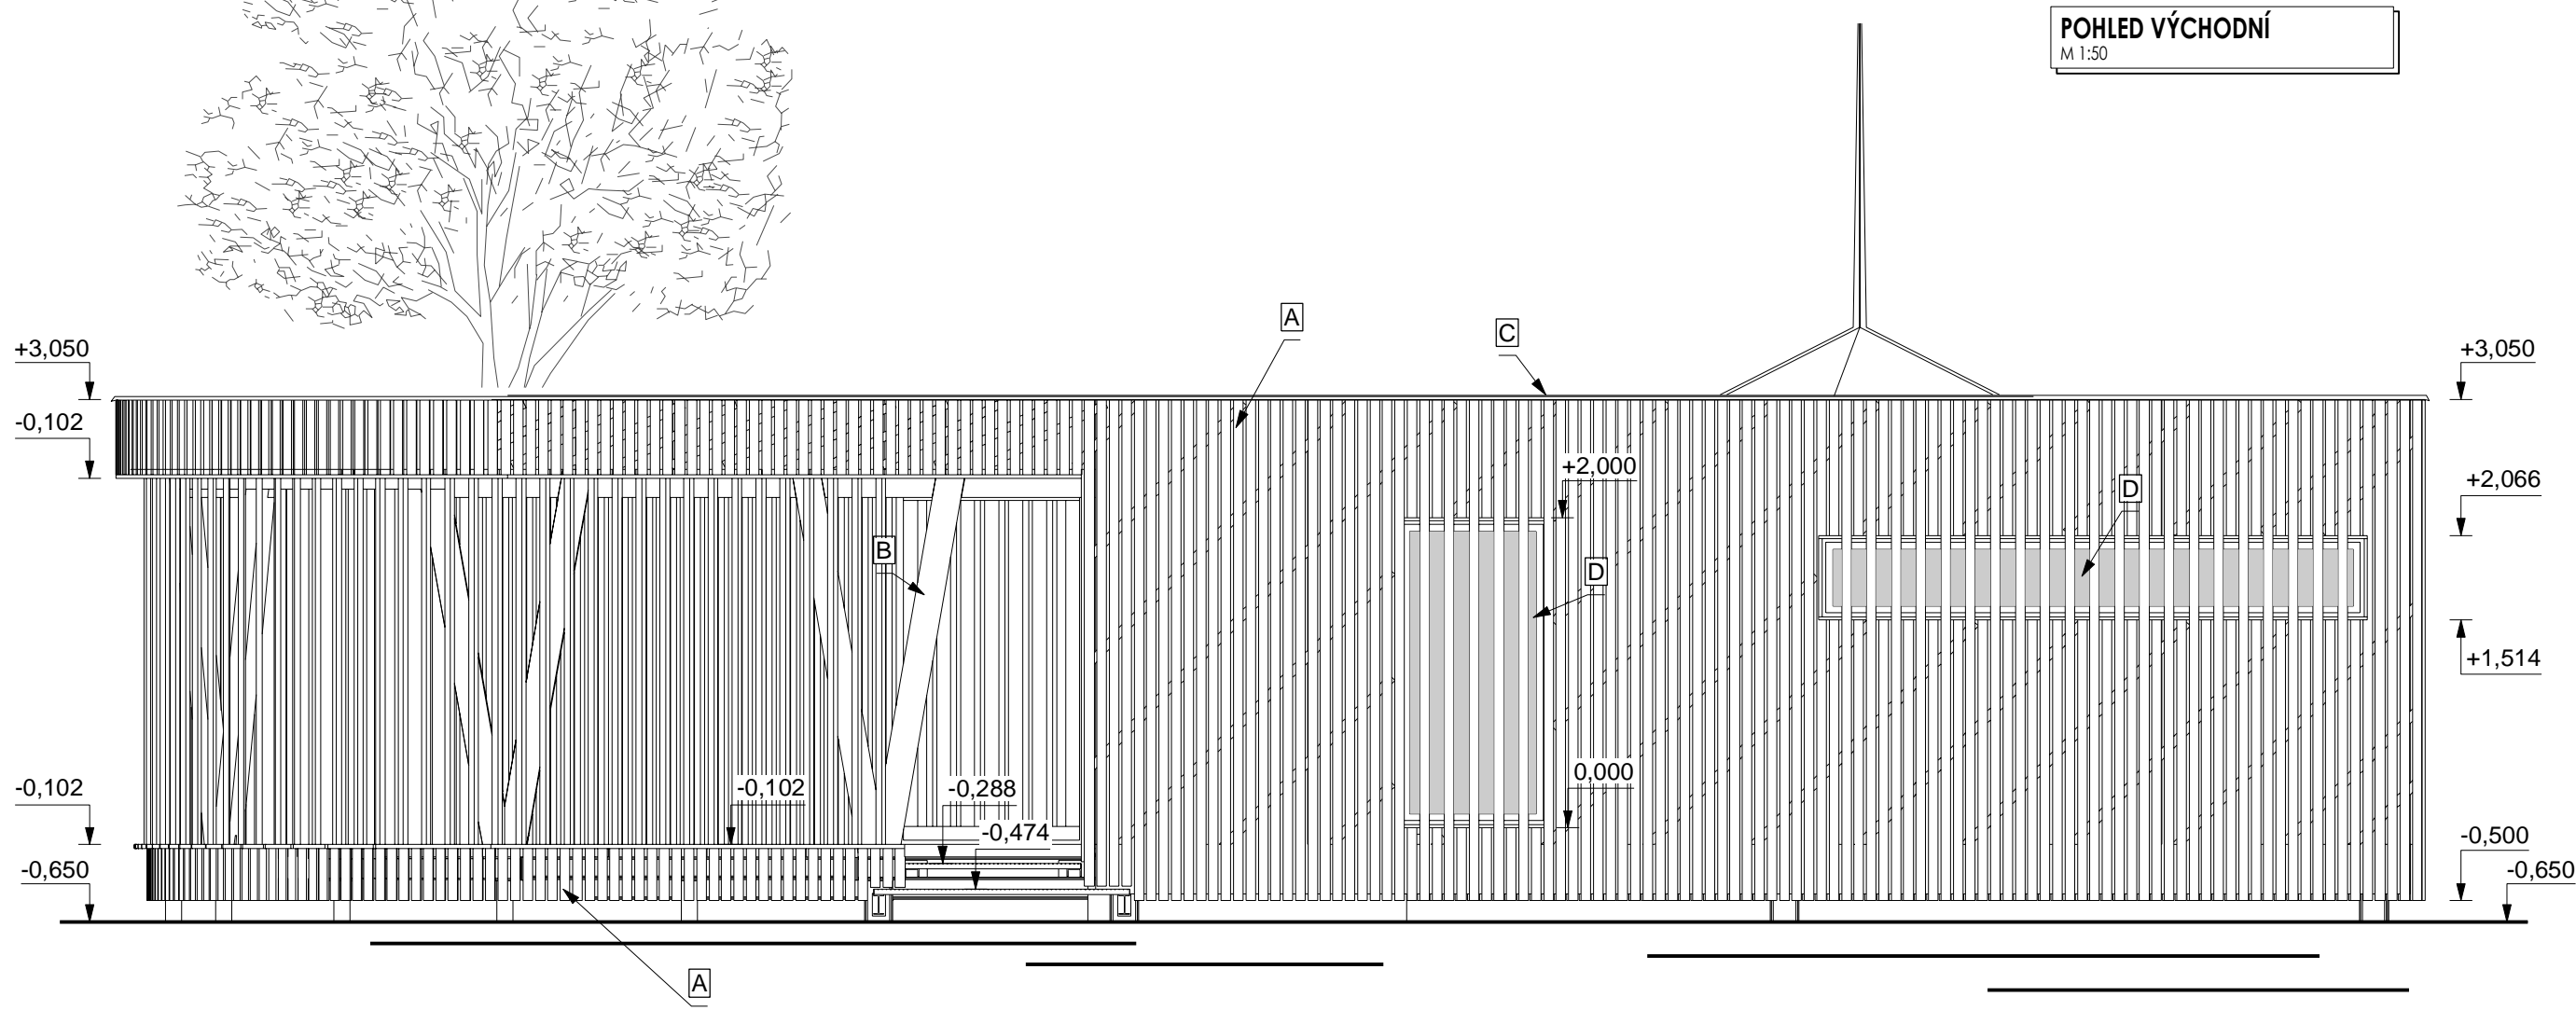 POHLED VÝCHODNÍ
M 1:50
A
C
+3,050
+3,050
-0,102
+2,000
+2,066
D
B
D
+1,514
0,000
-0,102
-0,102
-0,288
-0,474
-0,500
-0,650
-0,650
A